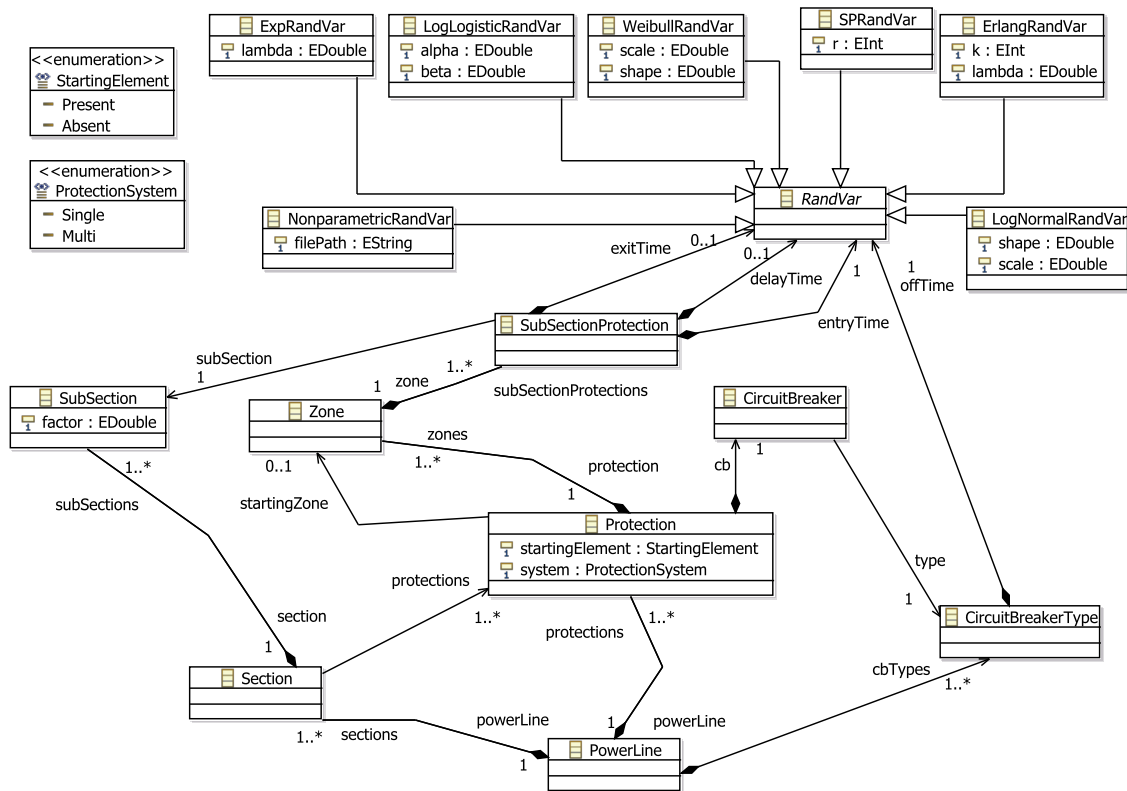 ExpRandVar
lambda : EDouble
LogLogisticRandVar
alpha : EDouble
beta : EDouble
WeibullRandVar
scale : EDouble
shape : EDouble
SPRandVar
r : EInt
ErlangRandVar
k : EInt
lambda : EDouble
<<enumeration>>
StartingElement
Present
Absent
<<enumeration>>
ProtectionSystem
Single
Multi
RandVar
NonparametricRandVar
filePath : EString
LogNormalRandVar
shape : EDouble
scale : EDouble
exitTime
0..1
0..1
delayTime
1
entryTime
1
offTime
SubSectionProtection
subSection
1
1..*
subSectionProtections
zone
1
SubSection
factor : EDouble
Zone
CircuitBreaker
zones
1..*
protection
1
cb
1
0..1
startingZone
1..*
subSections
Protection
startingElement : StartingElement
system : ProtectionSystem
type
1
protections
1..*
1..*
protections
section
1
CircuitBreakerType
Section
cbTypes
1..*
1..*
sections
powerLine
1
1
powerLine
PowerLine